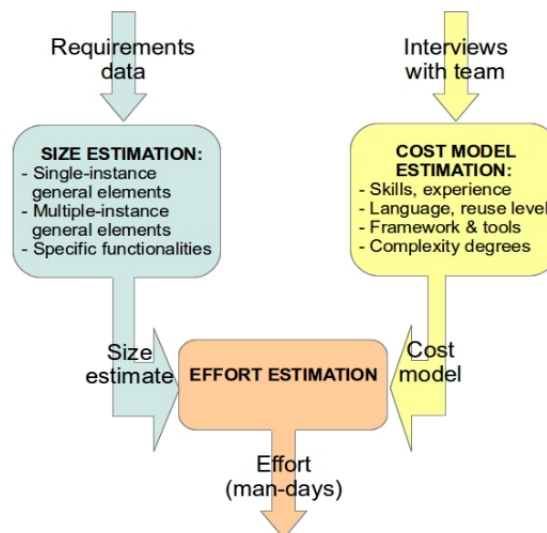 Requirements
data
Interviews
with team
SIZE ESTIMATION:
- Single-instance
general elements
- Multiple-instance
general elements
- Specific functionalities
COST MODEL
ESTIMATION:
- Skills, experience
- Language, reuse level
- Framework & tools
- Complexity degrees
Size
estimate
EFFORT ESTIMATION
Cost
model
Effort
(man-days)